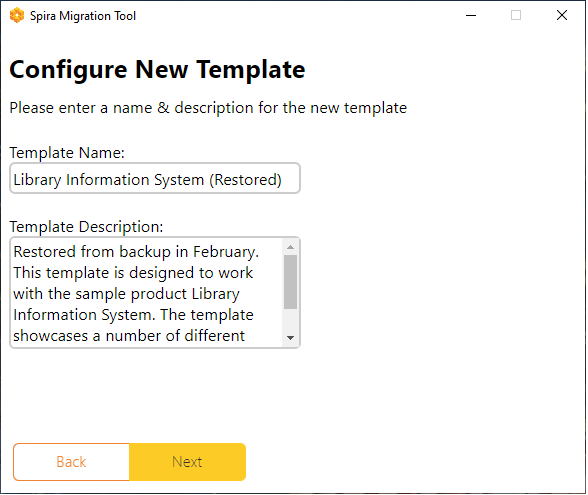 Spira Migration Tool
Configure New Template
Please enter a name & description for the new template
Template Name:
Library Information System (Restored)
Template Description:
Restored from backup in February.
This template is designed to work
with the sample product Library
Information System. The template
showcases a number of different
Back
Next